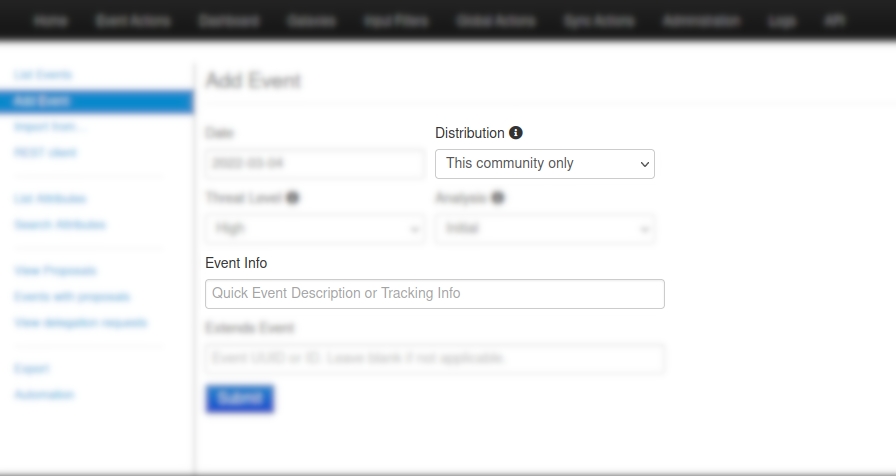 Home Event Actions Dashboard Galaxies Input Filters Global Actions Sync Actions Administration Logs API
List Events
Add Event
Import from...
REST client
List Attributes
Search Attributes
View Proposals
Events with proposals
View delegation requests
Export
Automation
Add Event
Date
Distribution
2022-03-04
This community only
Threat Level
Analysis
High
Initial
Event Info
Quick Event Description or Tracking Info
Extends Event
Event UUID or ID. Leave blank if not applicable.
Submit